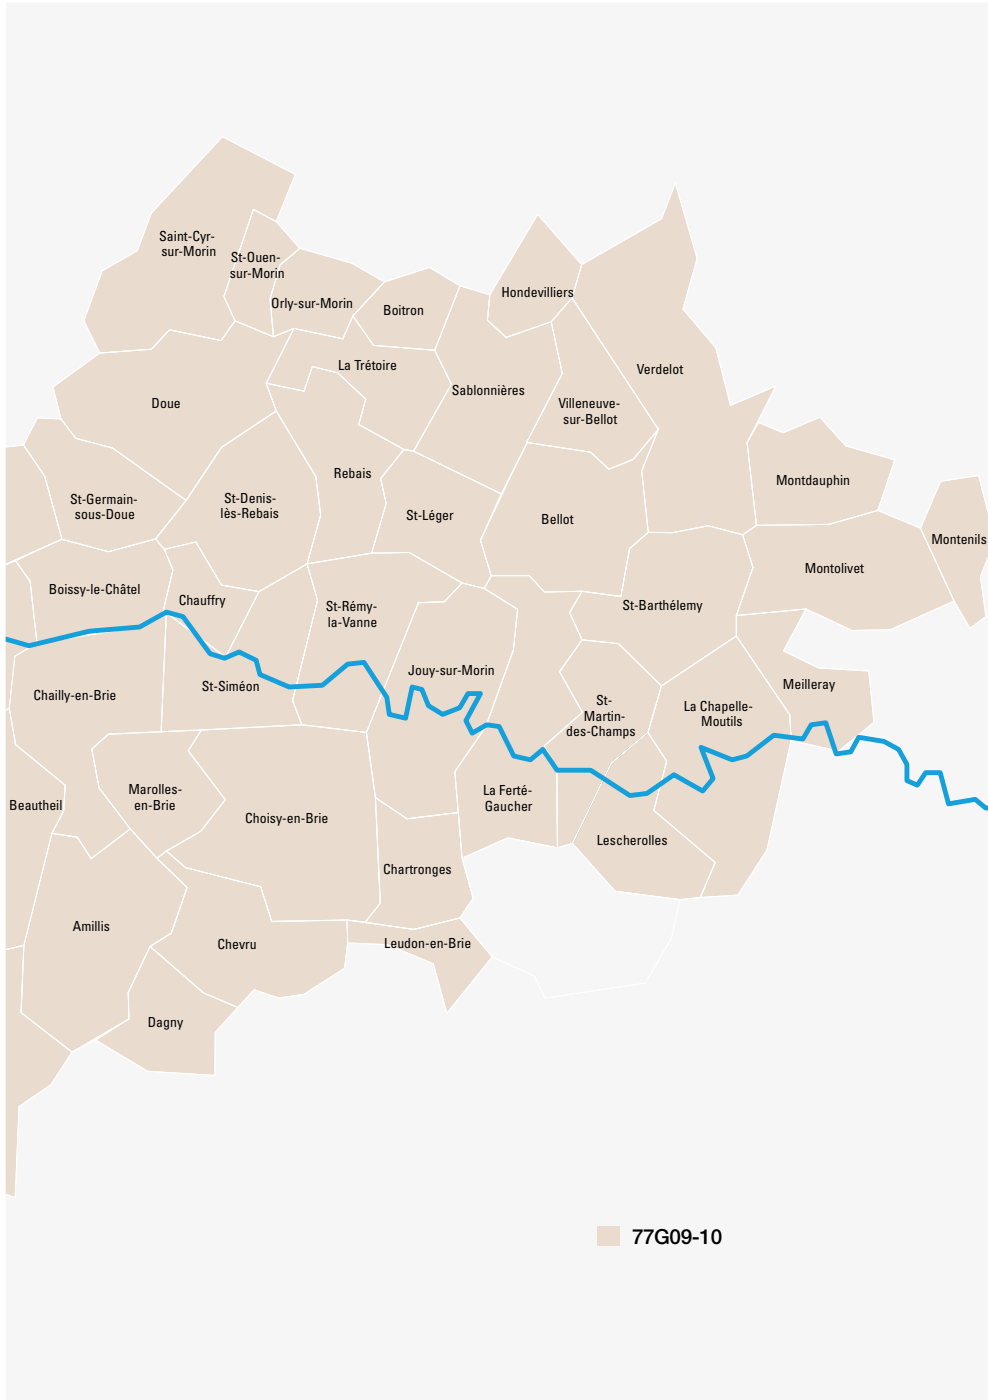 Saint-Cyr-
sur-Morin
St-Ouen-
sur-Morin
Orly-sur-Morin
Boitron
Hondevilliers
La Trétoire
Sablonnières
Verdelot
Doue
Villeneuve-
sur-Bellot
Rebais
Montdauphin
St-Germain-
sous-Doue
St-Denis-
lès-Rebais
St-Léger
Bellot
Montenils
Montolivet
Boissy-le-Châtel
Chauffry
St-Rémy-
la-Vanne
St-Barthélemy
Jouy-sur-Morin
Meilleray
Chailly-en-Brie
St-Siméon
St-
Martin-
des-Champs
La Chapelle-
Moutils
Beautheil
Marolles-
en-Brie
Choisy-en-Brie
La Ferté-
Gaucher
Lescherolles
Chartronges
Amillis
Chevru
Leudon-en-Brie
Dagny
77G09-10